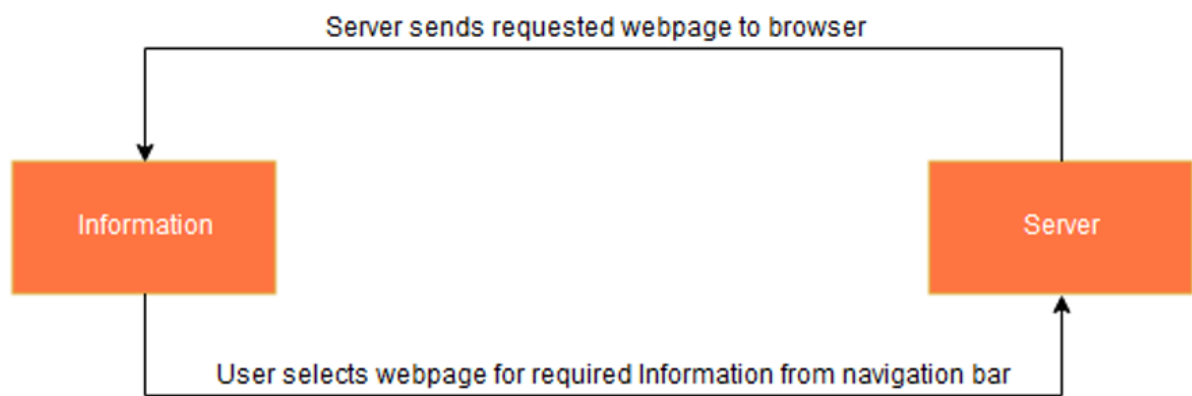 Server sends requested webpage to browser
Information
Server
User selects webpage for required Information from navigation bar